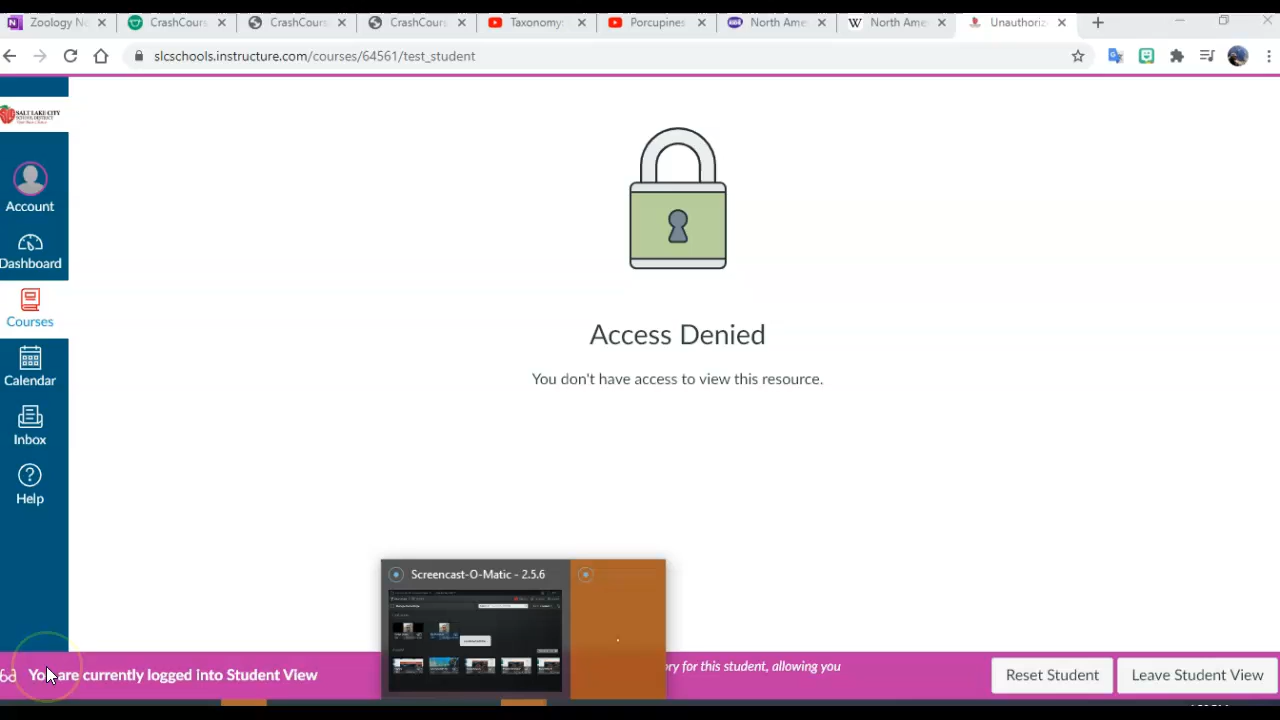 Zoology No
CrashCours
CrashCours
CrashCours
Taxonomy:
Porcupines
North Ame
North Ame
Unauthoriz
slcschools.instructure.com/courses/64561/test_student
SALT LAKE CITY
SCHOOL DISTRICT
Account
Dashboard
Courses
Calendar
Inbox
Help
Access Denied
You don't have access to view this resource.
Screencast-O-Matic - 2.5.6
You are currently logged into Student View
ory for this student, allowing you
Reset Student
Leave Student View